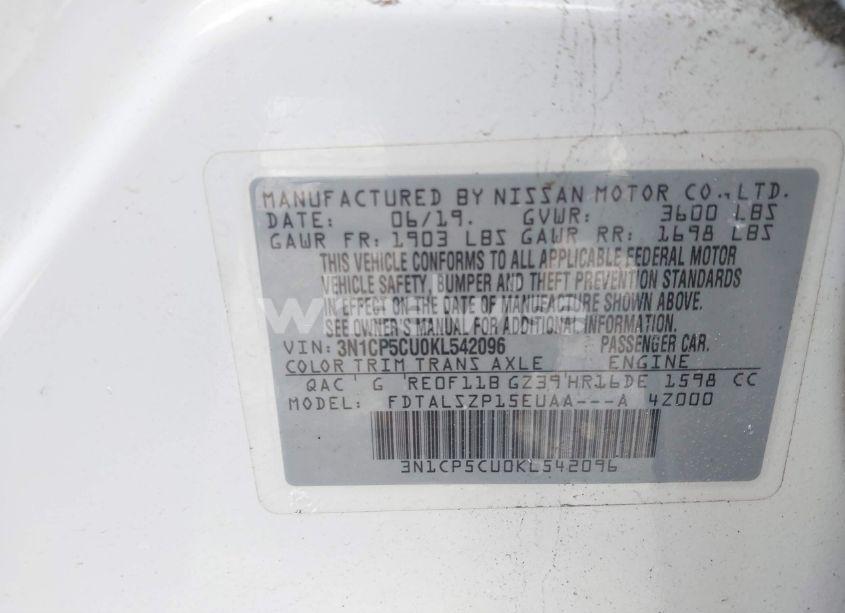 MANUFACTURED BY NISSAN MOTOR CO., LTD.
DATE: 06/19. GVWR: 3600 LBS
GAWR FR: 1903 LBS GAWR RR: 1698 LBS
THIS VEHICLE CONFORMS TO ALL APPLICABLE FEDERAL MOTOR
VEHICLE SAFETY, BUMPER AND THEFT PREVENTION STANDARDS
IN EFFECT ON THE DATE OF MANUFACTURE SHOWN ABOVE.
SEE OWNER'S MANUAL FOR ADDITIONAL INFORMATION.
VIN: 3N1CP5CU0KL542096 PASSENGER CAR.
COLOR TRIM TRANS AXLE ENGINE
QAC G RE0F11B GZ39 HR16DE 1598 CC
MODEL: FDTALSZP15EUAA---A 4Z000
3N1CP5CU0KL542096